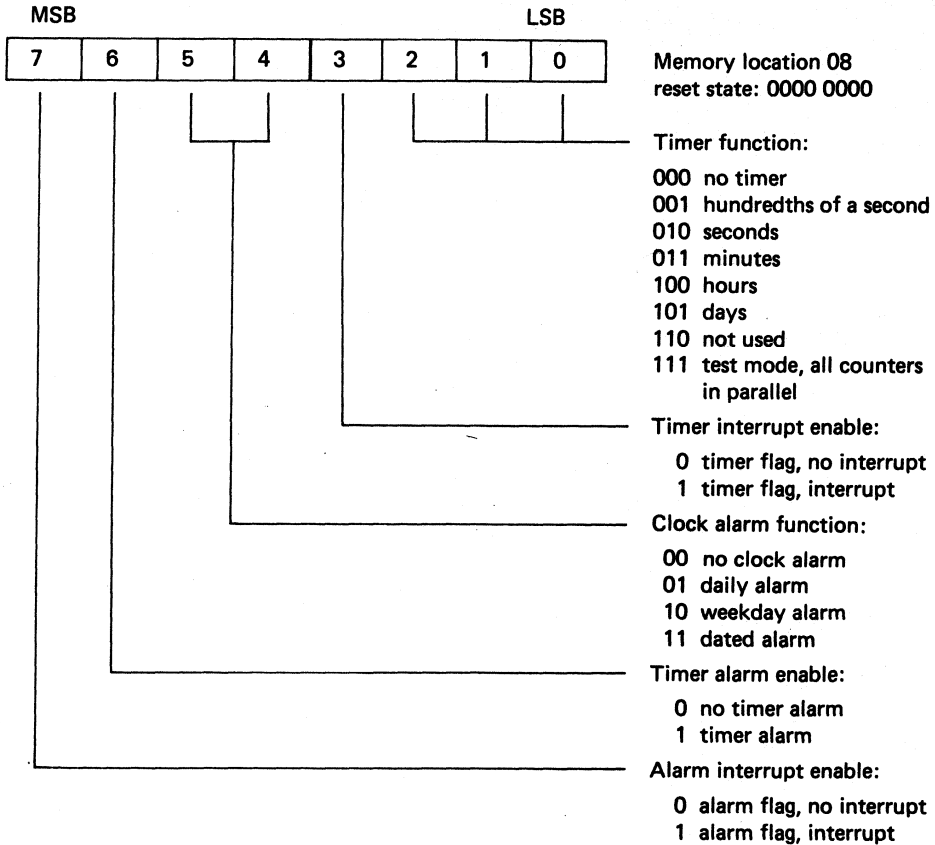 MSB LSB
7 6 5 4 3 2 1 0
Memory location 08
reset state: 0000 0000
Timer function:
000 no timer
001 hundredths of a second
010 seconds
011 minutes
100 hours
101 days
110 not used
111 test mode, all counters
in parallel
Timer interrupt enable:
0 timer flag, no interrupt
1 timer flag, interrupt
Clock alarm function:
00 no clock alarm
01 daily alarm
10 weekday alarm
11 dated alarm
Timer alarm enable:
0 no timer alarm
1 timer alarm
Alarm interrupt enable:
0 alarm flag, no interrupt
1 alarm flag, interrupt